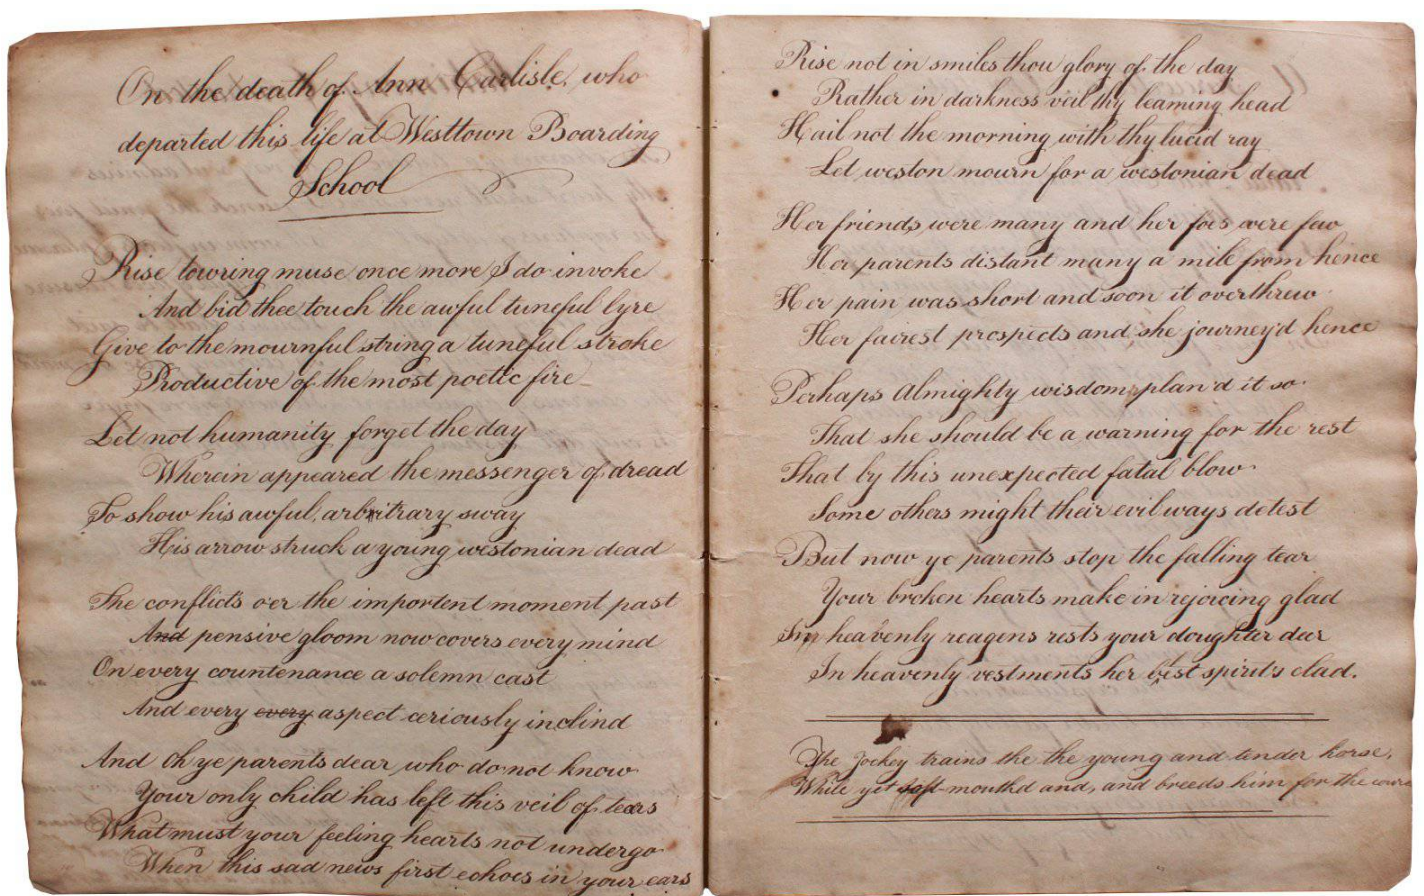 On the death of Ann Carlisle, who
departed this life at Westtown Boarding
School
Rise towring muse once more I do invoke
And bid thee touch the awful tuneful lyre
Give to the mournful string a tuneful stroke
Productive of the most poetic fire
Let not humanity forget the day
Wherein appeared the messenger of dread
To show his awful, arbitrary sway
His arrow struck a young westonian dead
The conflicts o'er the importent moment past
And pensive gloom now covers every mind
On every countenance a solemn cast
And every every aspect ceriously inclind
And Oh ye parents dear who do not know
Your only child has left this veil of tears
What must your feeling hearts not undergo
When this sad news first echoes in your ears
Rise not in smiles thou glory of the day
Rather in darkness veil thy beaming head
Hail not the morning with thy lucid ray
Let weston mourn for a westonian dead
Her friends were many and her foes were few
Her parents distant many a mile from hence
Her pain was short and soon it overthrew
Her fairest prospects and she journey'd hence
Perhaps Almighty wisdom plan'd it so
That she should be a warning for the rest
That by this unexpected fatal blow
Some others might their evil ways detest
But now ye parents stop the falling tear
Your broken hearts make in rejoicing glad
In heavenly reagens rests your doughter dear
In heavenly vestments her best spirit's clad.
The Jockey trains the the young and tender horse,
While yet soft mouthd and, and breeds him for the